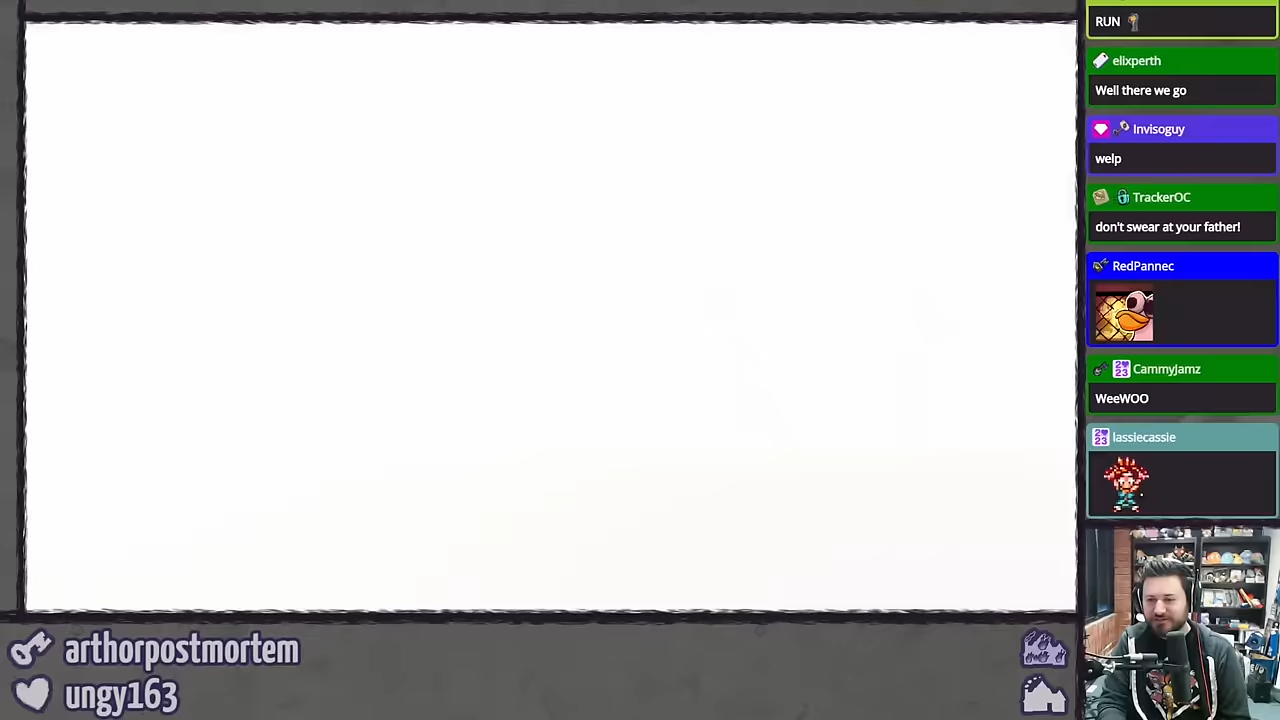 RUN
elixperth
Well there we go
Invisoguy
welp
TrackerOC
don't swear at your father!
RedPannec
CammyJamz
WeeWOO
lassiecassie
arthorpostmortem
ungy163